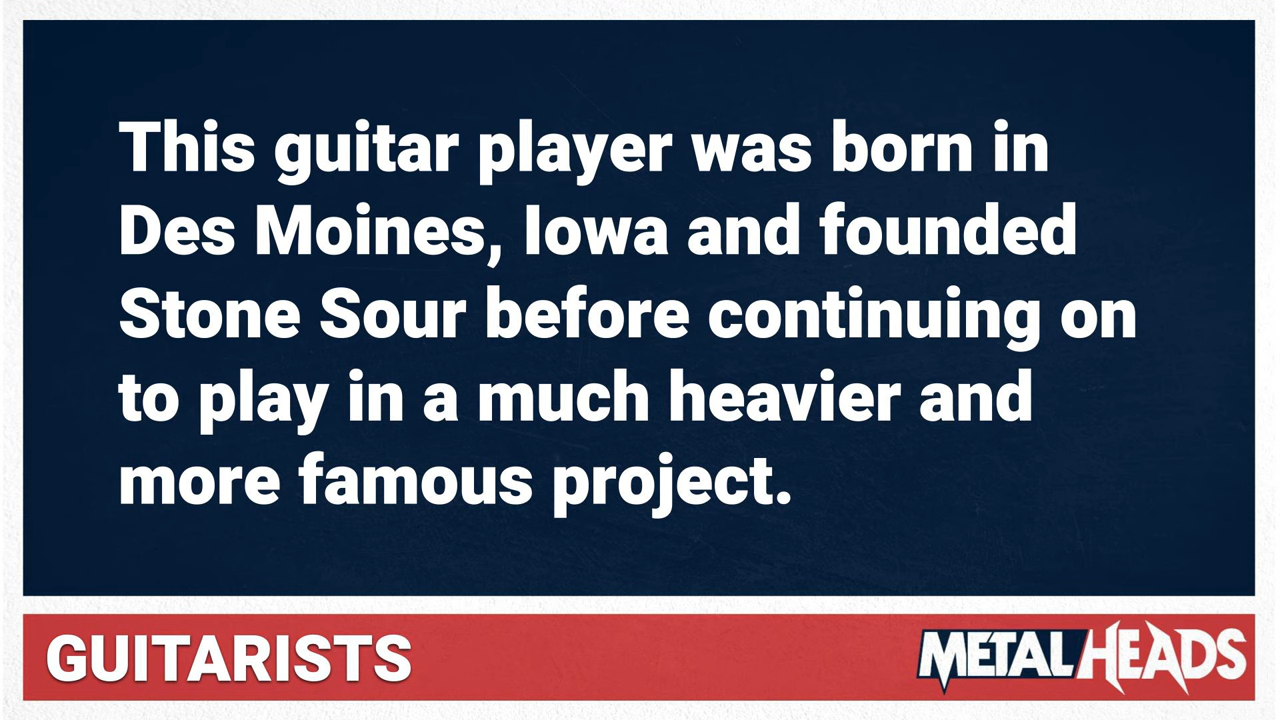 This guitar player was born in
Des Moines, Iowa and founded
Stone Sour before continuing on
to play in a much heavier and
more famous project.
GUITARISTS
METALHEADS